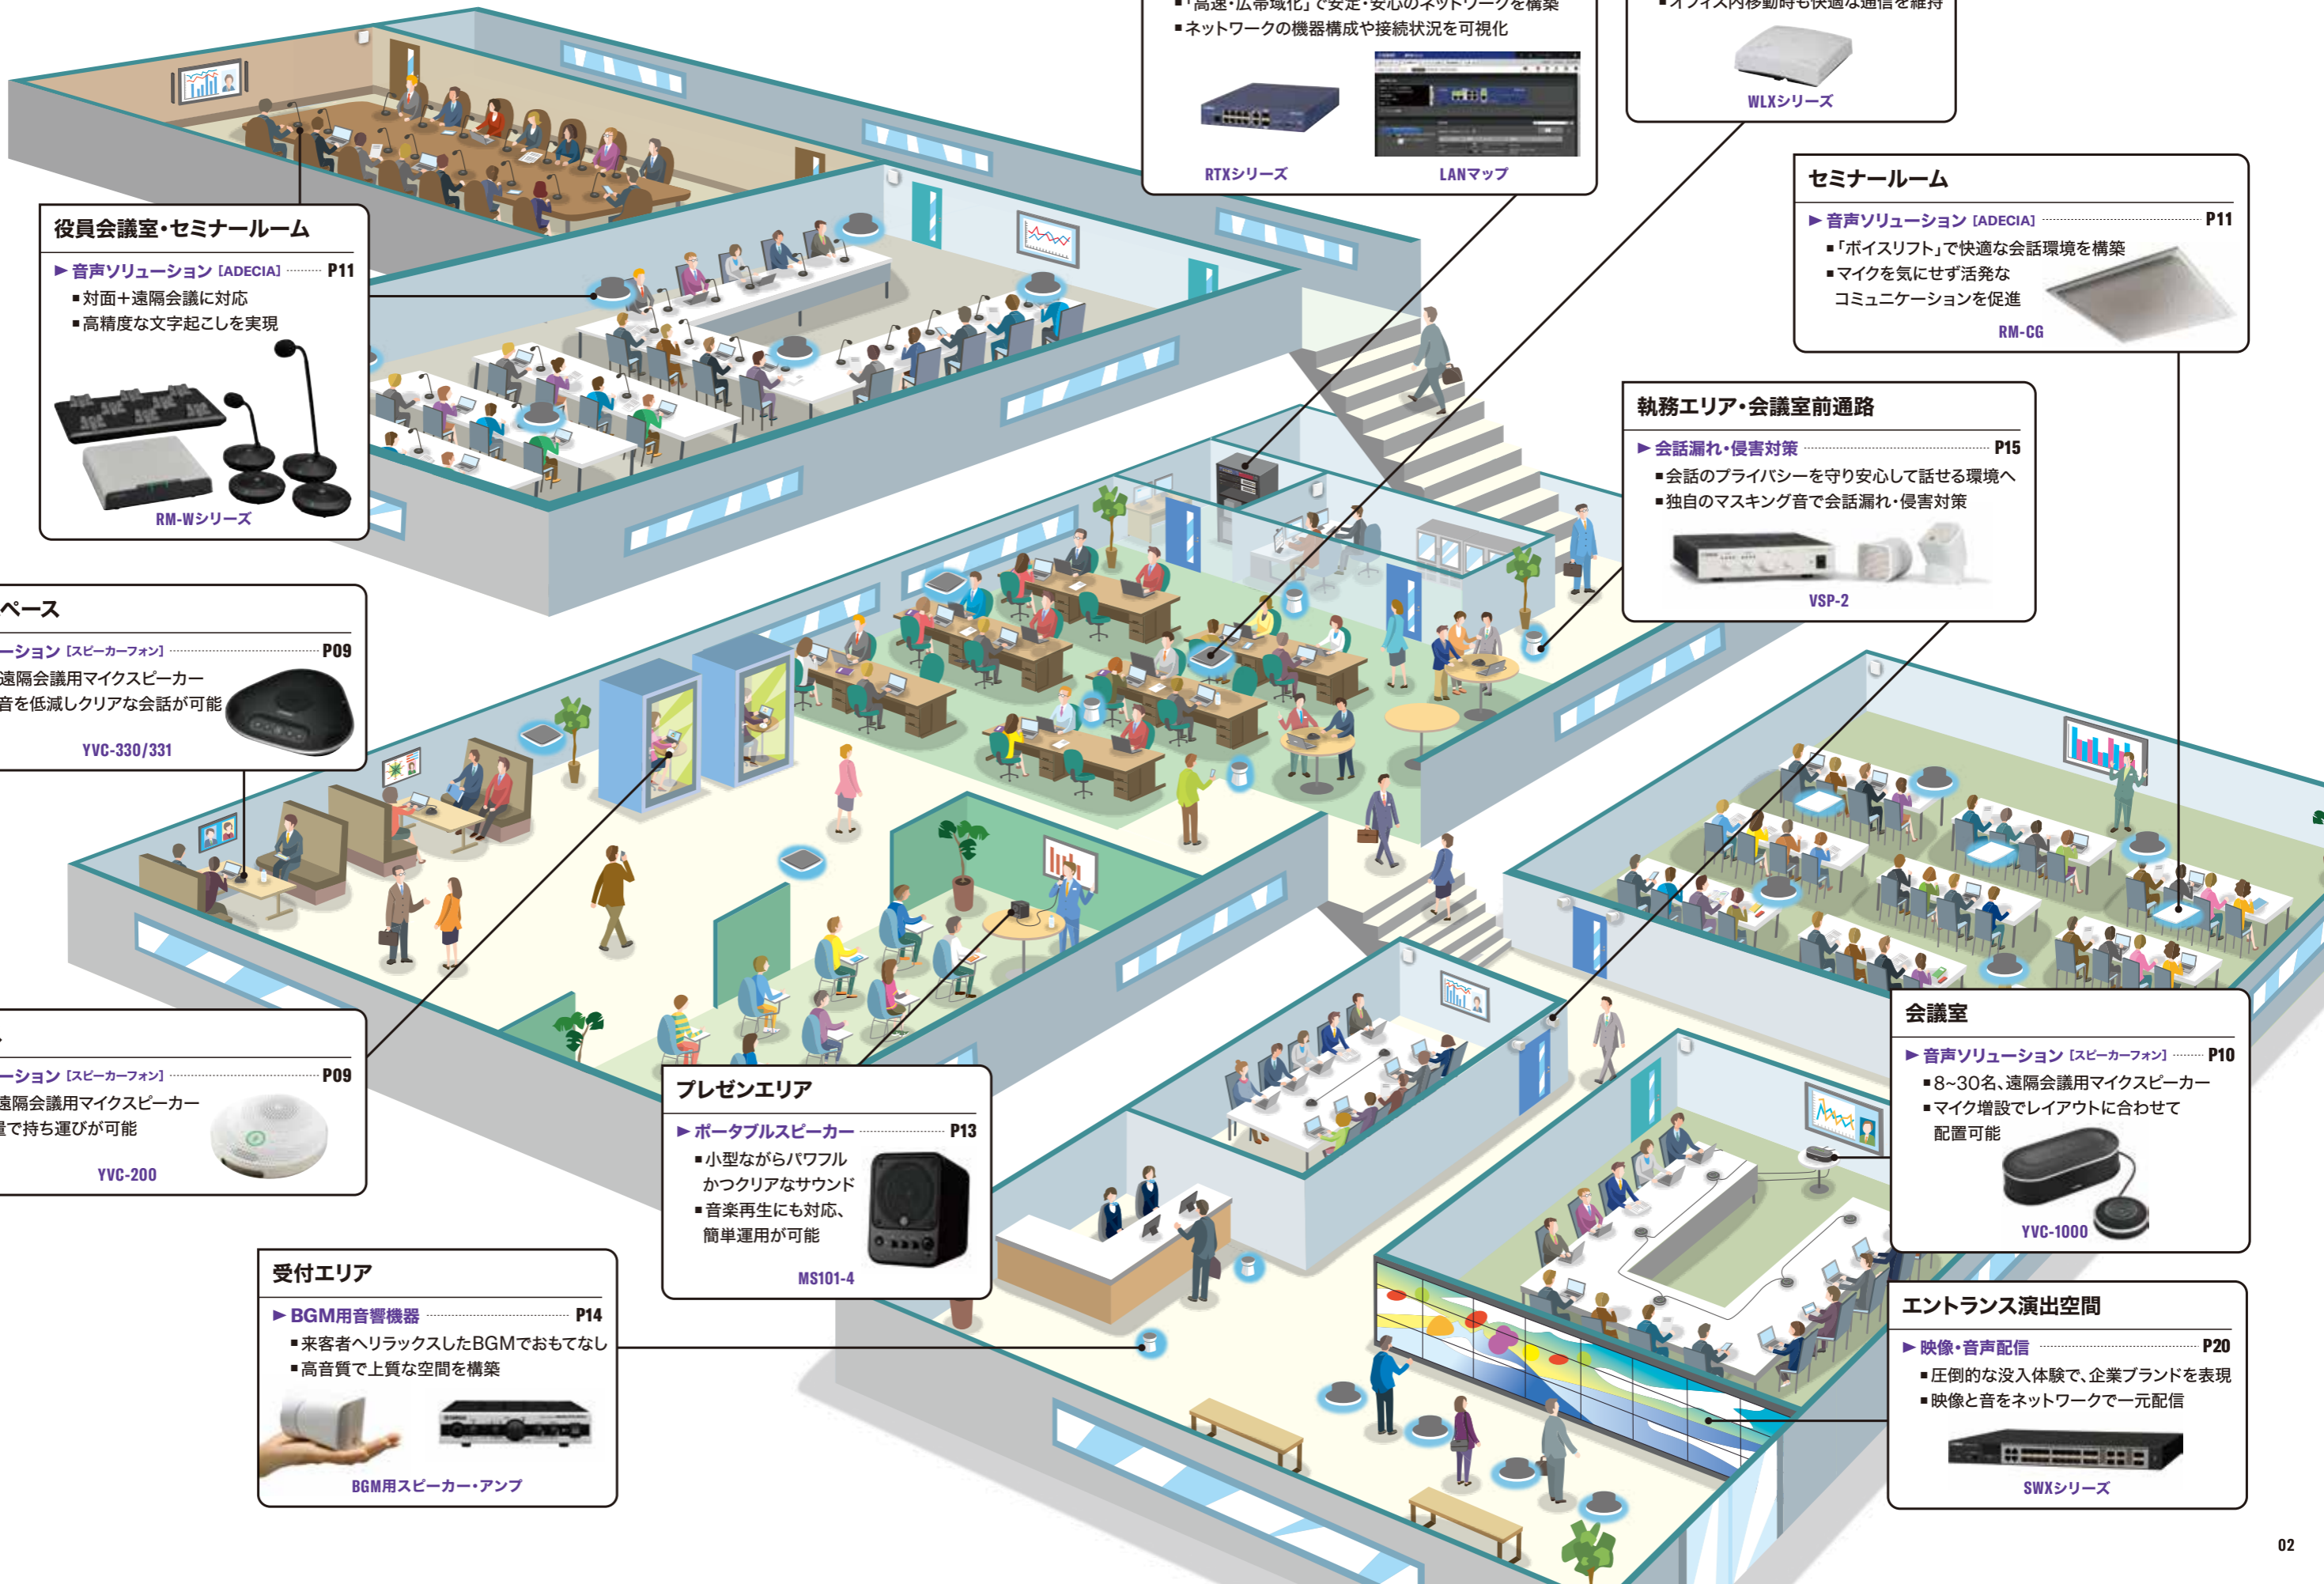 ■「高速・広帯域化」で安定・安心のネットワークを構築
■ネットワークの機器構成や接続状況を可視化
RTXシリーズ
LANマップ
■オフィス内移動時も快適な通信を維持
WLXシリーズ
セミナールーム
▶音声ソリューション [ADECIA] P11
■「ボイスリフト」で快適な会話環境を構築
■マイクを気にせず活発な
コミュニケーションを促進
RM-CG
役員会議室・セミナールーム
▶音声ソリューション [ADECIA] P11
■対面+遠隔会議に対応
■高精度な文字起こしを実現
RM-Wシリーズ
執務エリア・会議室前通路
▶会話漏れ・侵害対策 P15
■会話のプライバシーを守り安心して話せる環境へ
■独自のマスキング音で会話漏れ・侵害対策
VSP-2
ペース
ーション [スピーカーフォン] P09
遠隔会議用マイクスピーカー
音を低減しクリアな会話が可能
YVC-330/331
ーション [スピーカーフォン] P09
遠隔会議用マイクスピーカー
量で持ち運びが可能
YVC-200
プレゼンエリア
▶ポータブルスピーカー P13
■小型ながらパワフル
かつクリアなサウンド
■音楽再生にも対応、
簡単運用が可能
MS101-4
会議室
▶音声ソリューション [スピーカーフォン] P10
■8~30名、遠隔会議用マイクスピーカー
■マイク増設でレイアウトに合わせて
配置可能
YVC-1000
受付エリア
▶BGM用音響機器 P14
■来客者へリラックスしたBGMでおもてなし
■高音質で上質な空間を構築
BGM用スピーカー・アンプ
エントランス演出空間
▶映像・音声配信 P20
■圧倒的な没入体験で、企業ブランドを表現
■映像と音をネットワークで一元配信
SWXシリーズ
02